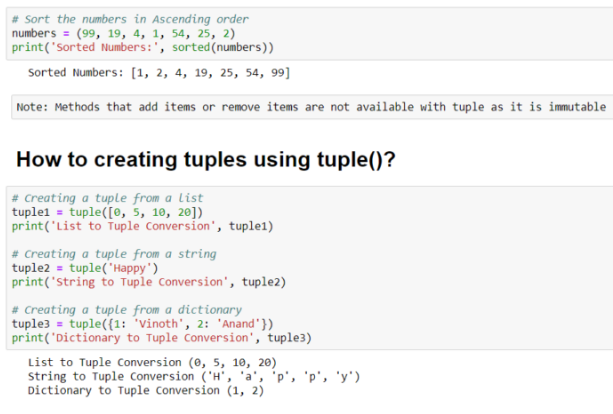 # Sort the numbers in Ascending order
numbers = (99, 19, 4, 1, 54, 25, 2)
print('Sorted Numbers:', sorted(numbers))
Sorted Numbers: [1, 2, 4, 19, 25, 54, 99]
Note: Methods that add items or remove items are not available with tuple as it is immutable
How to creating tuples using tuple()?
# Creating a tuple from a list
tuple1 = tuple([0, 5, 10, 20])
print('List to Tuple Conversion', tuple1)
# Creating a tuple from a string
tuple2 = tuple('Happy')
print('String to Tuple Conversion', tuple2)
# Creating a tuple from a dictionary
tuple3 = tuple({1: 'Vinoth', 2: 'Anand'})
print('Dictionary to Tuple Conversion', tuple3)
List to Tuple Conversion (0, 5, 10, 20)
String to Tuple Conversion ('H', 'a', 'p', 'p', 'y')
Dictionary to Tuple Conversion (1, 2)